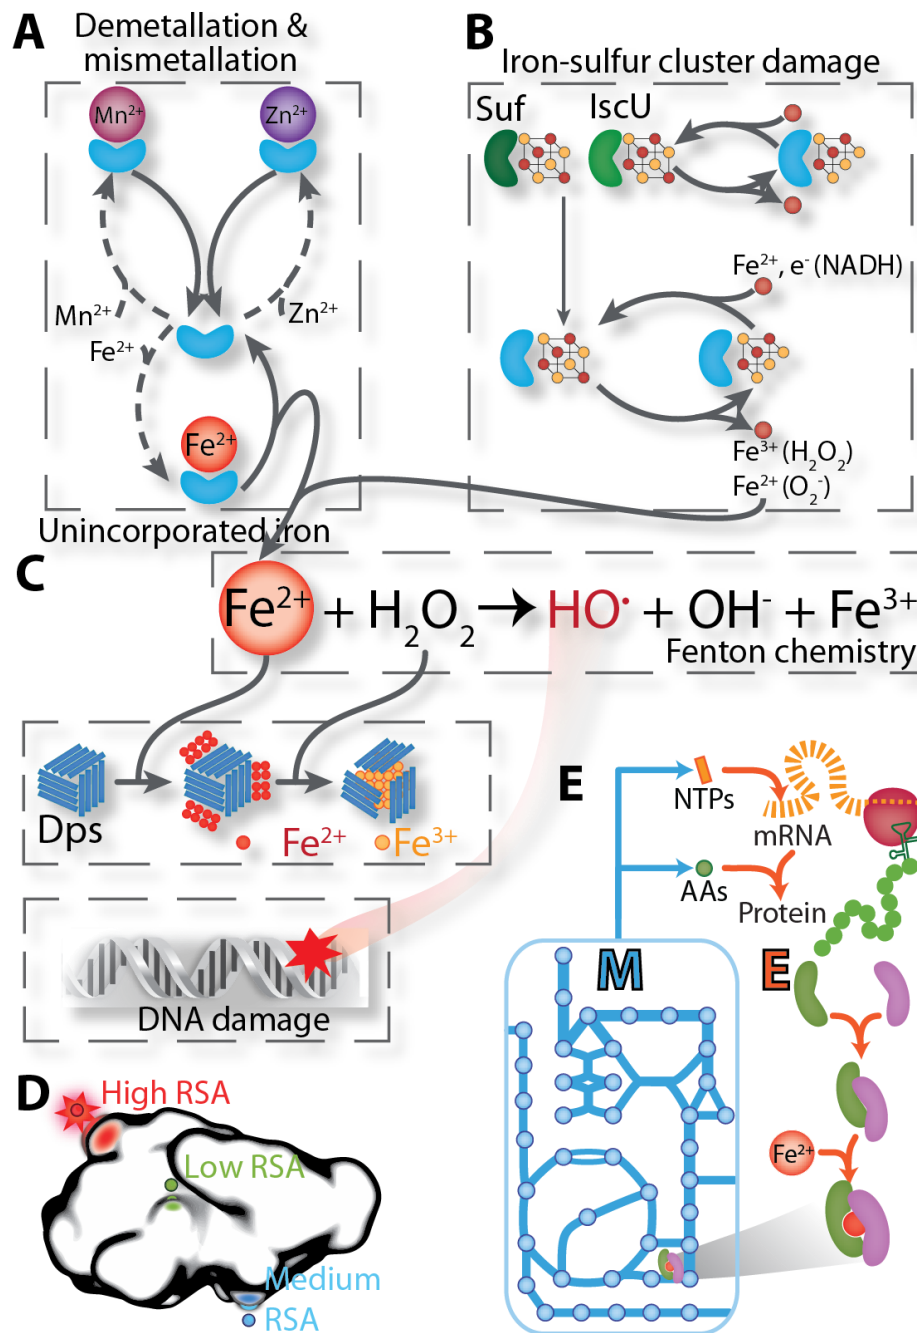 A
Demetallation &
mismetallation
Mn²⁺
Zn²⁺
Mn²⁺
Zn²⁺
Fe²⁺
Fe²⁺
B
Iron-sulfur cluster damage
Suf
IscU
Fe²⁺, e⁻ (NADH)
Fe³⁺ (H₂O₂)
Fe²⁺ (O₂⁻)
Unincorporated iron
C
Fe²⁺ + H₂O₂ → HO• + OH⁻ + Fe³⁺
Fenton chemistry
Dps
Fe²⁺
Fe³⁺
DNA damage
D
High RSA
Low RSA
Medium
RSA
E
NTPs
mRNA
AAs
Protein
M
E
Fe²⁺